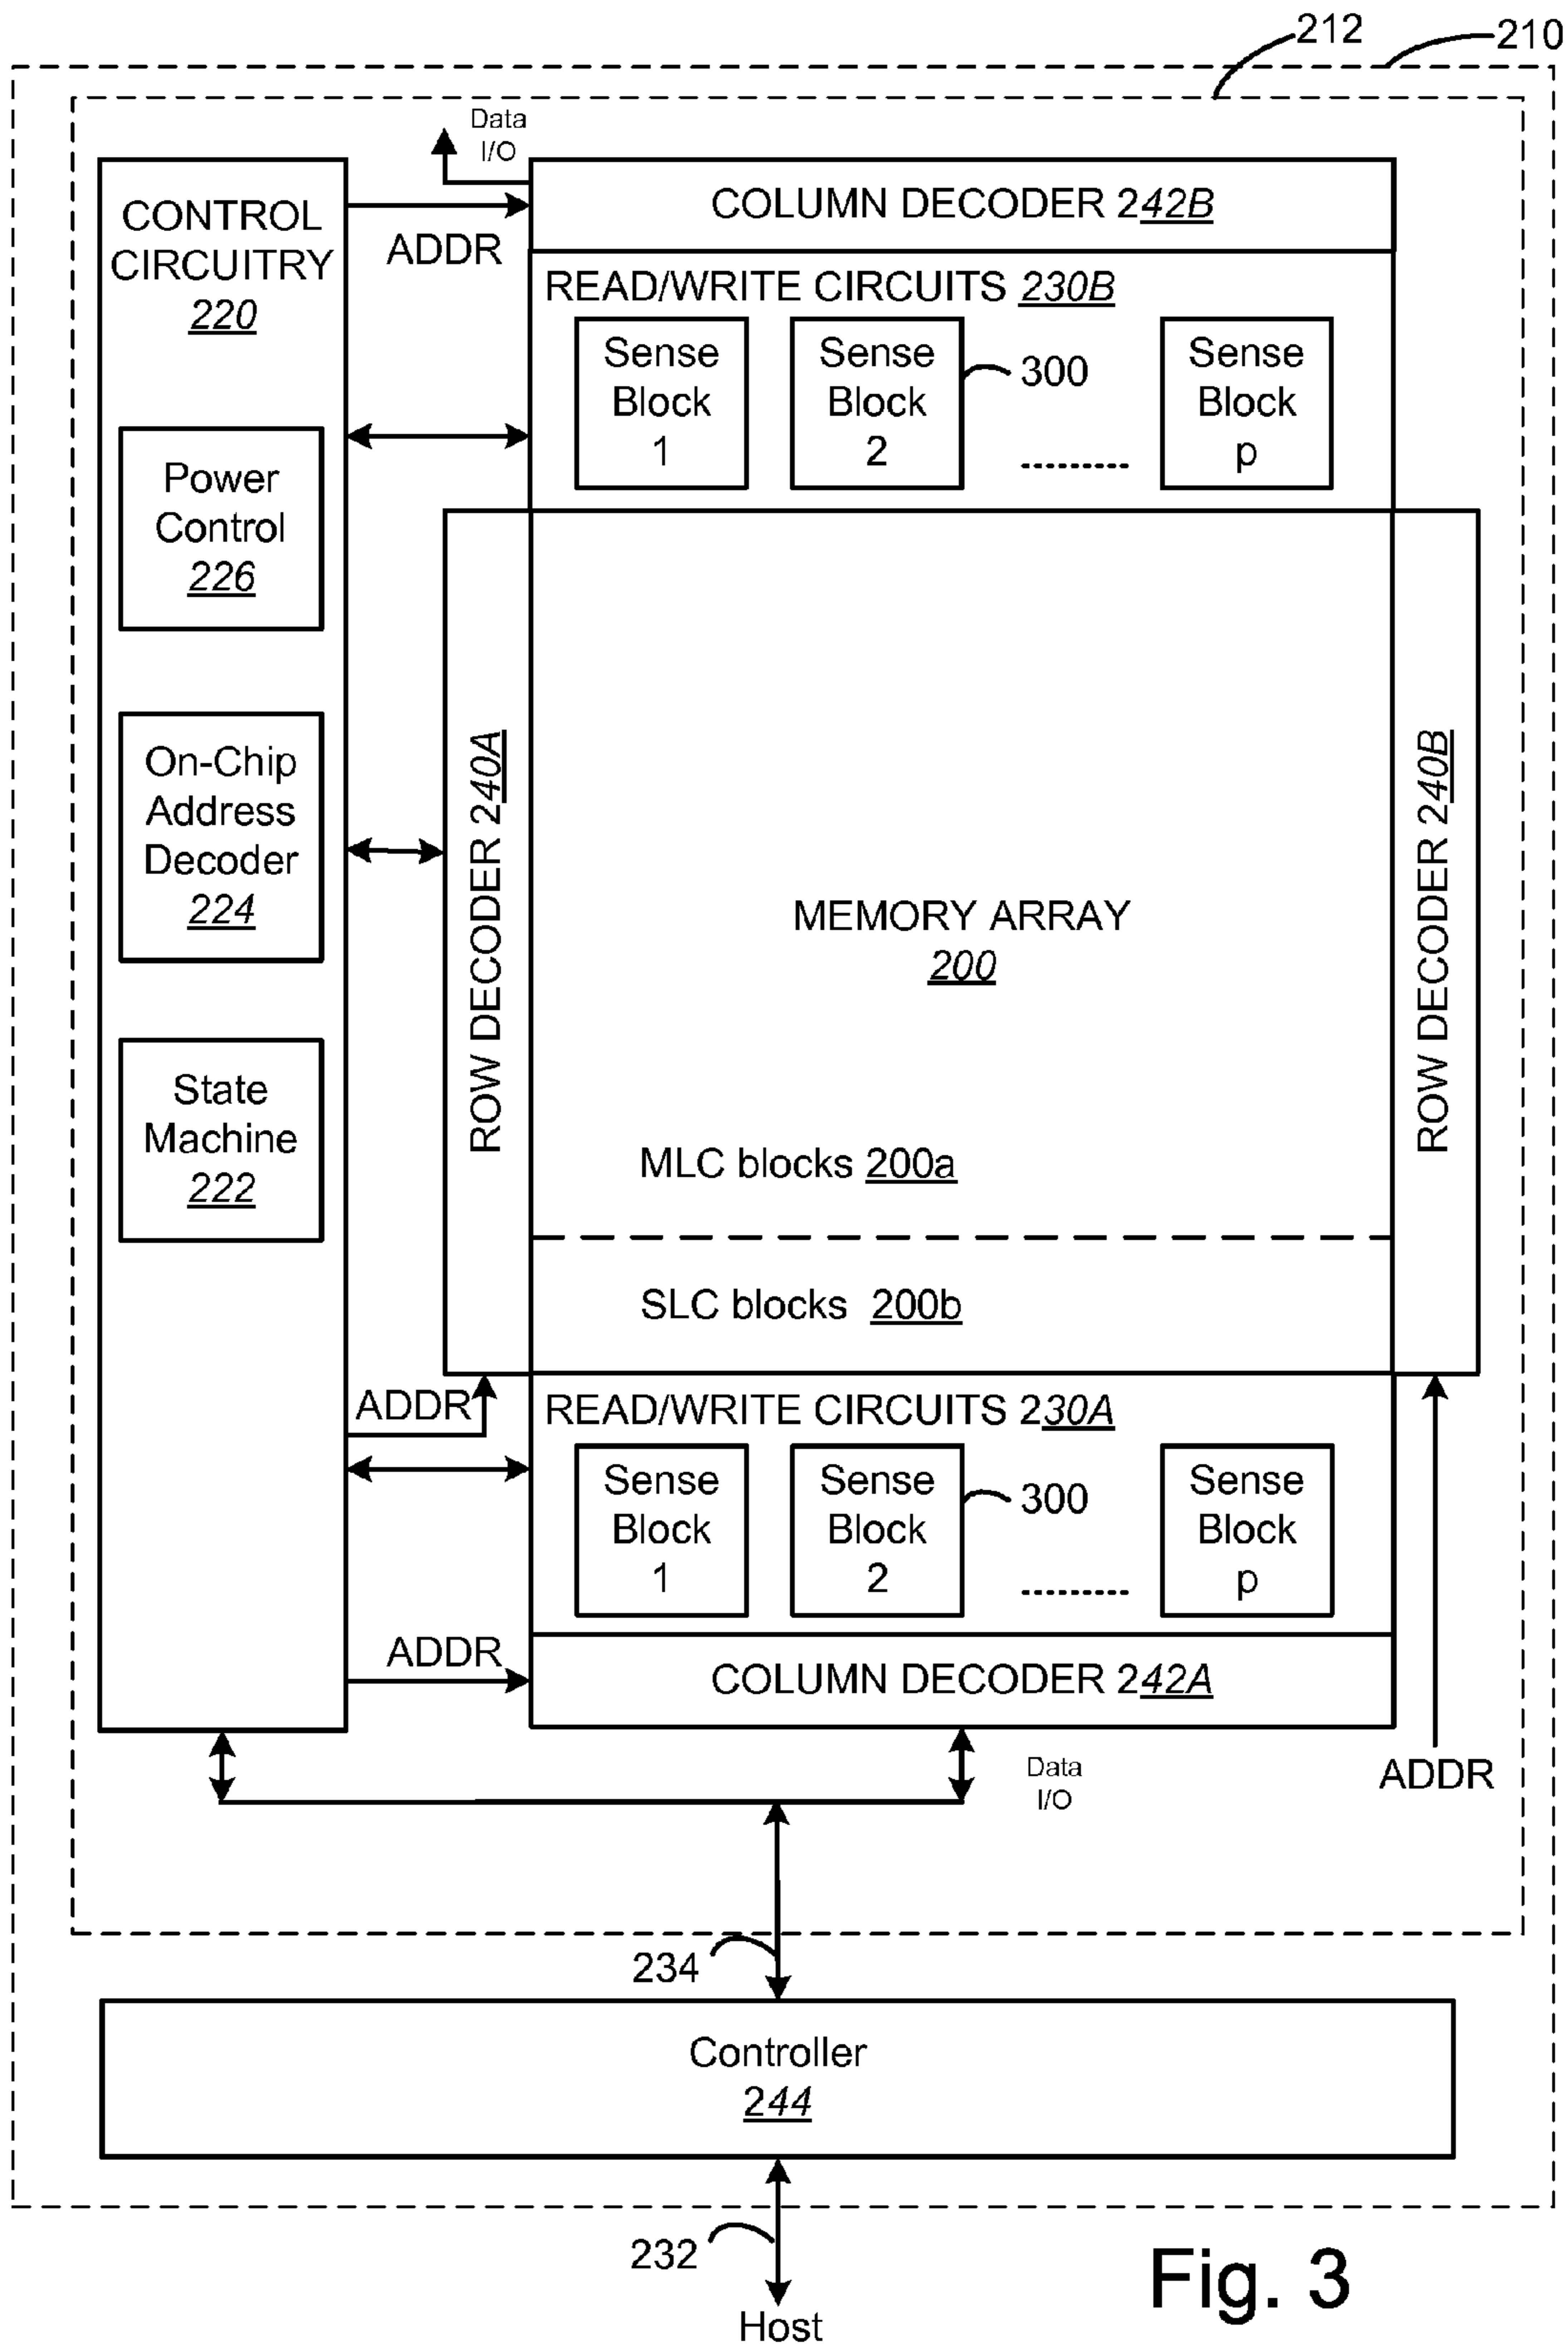 212
210
Data
I/O
CONTROL
CIRCUITRY
220
ADDR
COLUMN DECODER 242B
READ/WRITE CIRCUITS 230B
Sense
Block
1
Sense
Block
2
300
.........
Sense
Block
p
Power
Control
226
On-Chip
Address
Decoder
224
State
Machine
222
ROW DECODER 240A
MEMORY ARRAY
200
ROW DECODER 240B
MLC blocks 200a
SLC blocks 200b
ADDR
READ/WRITE CIRCUITS 230A
Sense
Block
1
Sense
Block
2
300
.........
Sense
Block
p
ADDR
COLUMN DECODER 242A
Data
I/O
ADDR
234
Controller
244
232
Host
Fig. 3